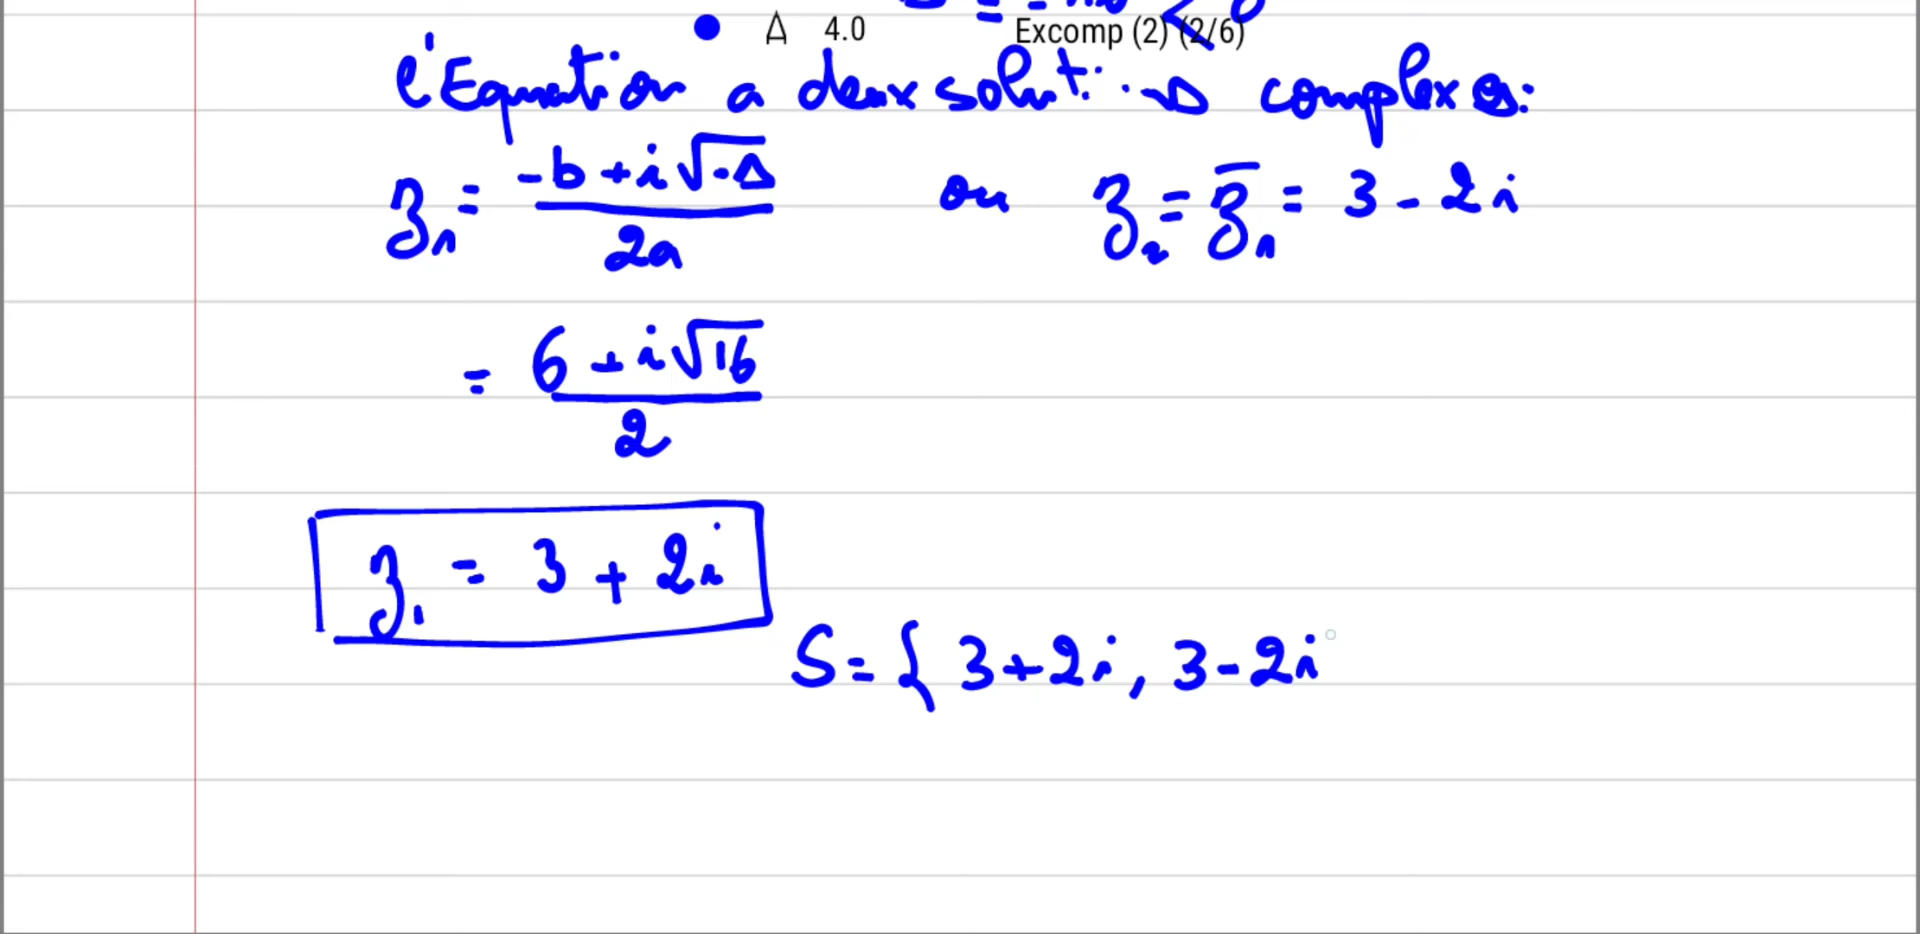 Δ 4.0 Excomp (2) (2/6)
l'Equation a deux solut° complexes:
z₁ = (-b + i√-Δ) / 2a ou z₂ = z̄₁ = 3 - 2i
= (6 + i√16) / 2
z₁ = 3 + 2i
S = { 3+2i, 3-2i